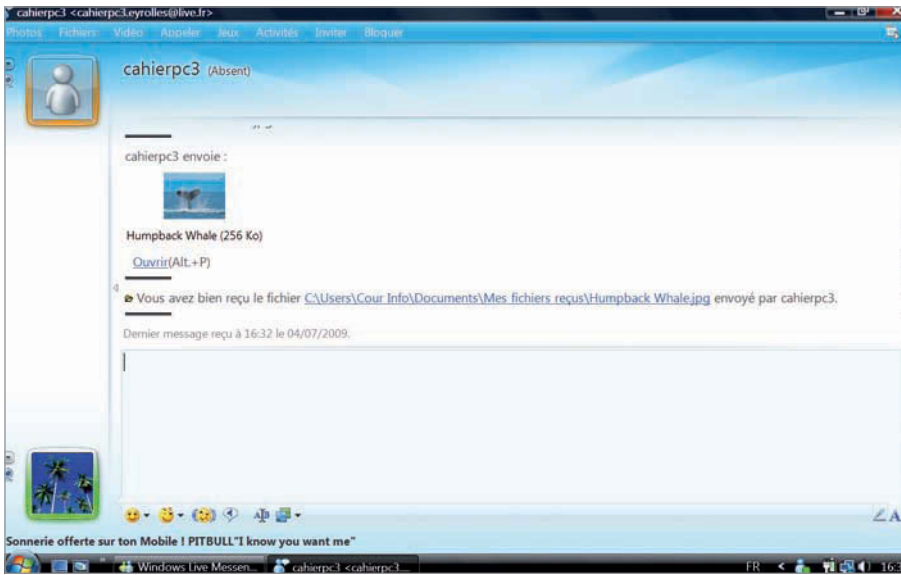 cahierpc3 <cahierpc3.eyrolles@live.fr>
Photos Fichiers Vidéo Appeler Jeux Activités Inviter Bloquer
cahierpc3 (Absent)
cahierpc3 envoie :
Humpback Whale (256 Ko)
Ouvrir(Alt.+P)
Vous avez bien reçu le fichier C:\Users\Cour Info\Documents\Mes fichiers reçus\Humpback Whale.jpg envoyé par cahierpc3.
Dernier message reçu à 16:32 le 04/07/2009.
Sonnerie offerte sur ton Mobile ! PITBULL"I know you want me"
Windows Live Messen... cahierpc3 <cahierpc3.... FR < 16:3